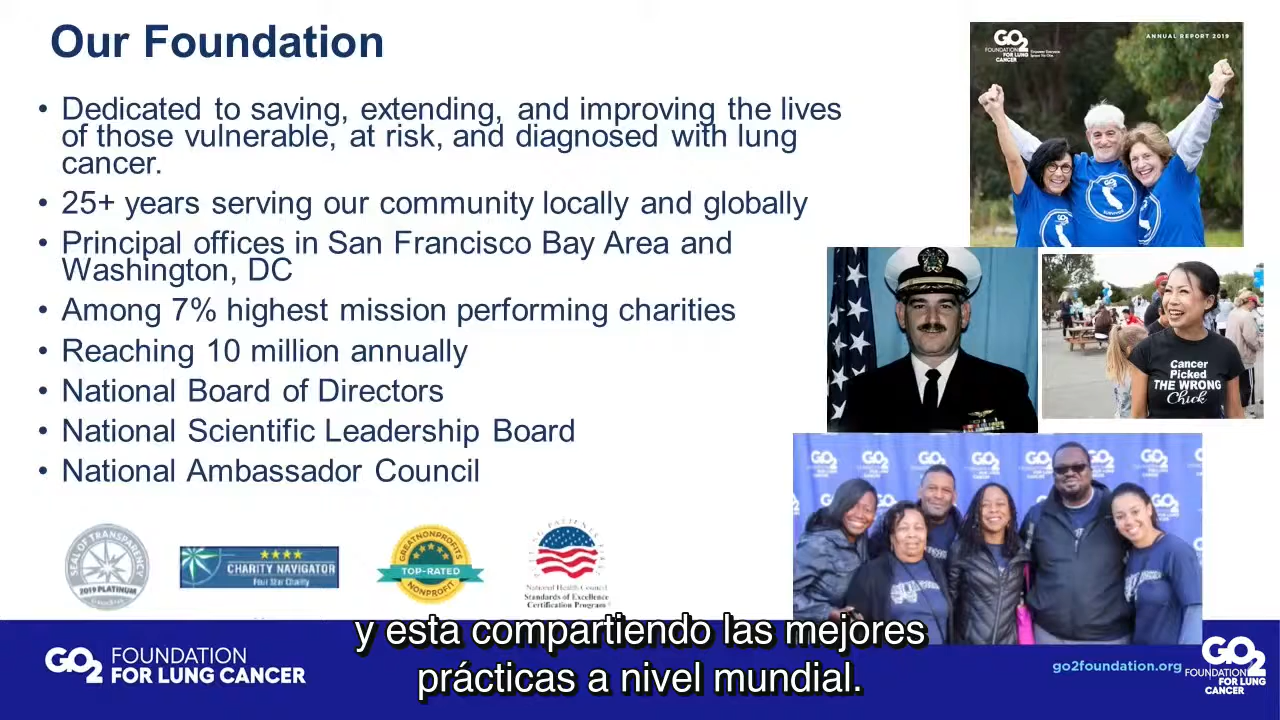 Our Foundation
• Dedicated to saving, extending, and improving the lives
of those vulnerable, at risk, and diagnosed with lung
cancer.
• 25+ years serving our community locally and globally
• Principal offices in San Francisco Bay Area and
Washington, DC
• Among 7% highest mission performing charities
• Reaching 10 million annually
• National Board of Directors
• National Scientific Leadership Board
• National Ambassador Council
GO2
FOUNDATION
FOR LUNG
CANCER
ANNUAL REPORT 2019
Cancer
Picked
THE WRONG
Chick
SEAL OF TRANSPARENCY
2019 PLATINUM
CHARITY NAVIGATOR
Four Star Charity
GREATNONPROFITS
TOP-RATED
NONPROFIT
National Health Council
Standards of Excellence
Certification Program
y esta compartiendo las mejores
prácticas a nivel mundial.
GO2 FOUNDATION
FOR LUNG CANCER
go2foundation.org
GO2
FOUNDATION
FOR LUNG
CANCER